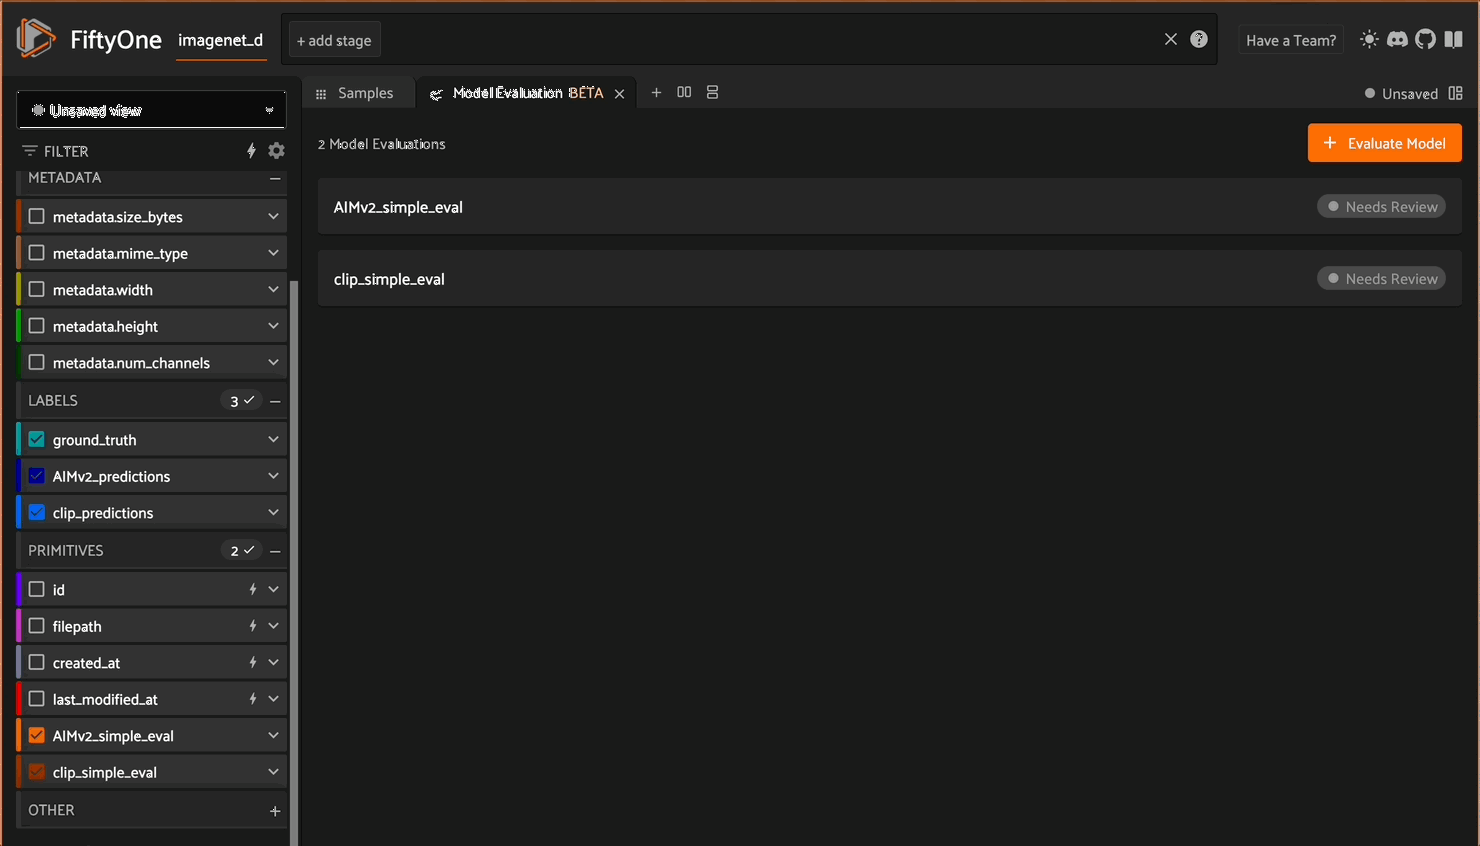 FiftyOne
imagenet_d
+ add stage
Have a Team?
Unsaved view
FILTER
METADATA
metadata.size_bytes
metadata.mime_type
metadata.width
metadata.height
metadata.num_channels
LABELS 3
ground_truth
AIMv2_predictions
clip_predictions
PRIMITIVES 2
id
filepath
created_at
last_modified_at
AIMv2_simple_eval
clip_simple_eval
OTHER
Samples
Model Evaluation BETA
Unsaved
2 Model Evaluations
+ Evaluate Model
AIMv2_simple_eval
Needs Review
clip_simple_eval
Needs Review